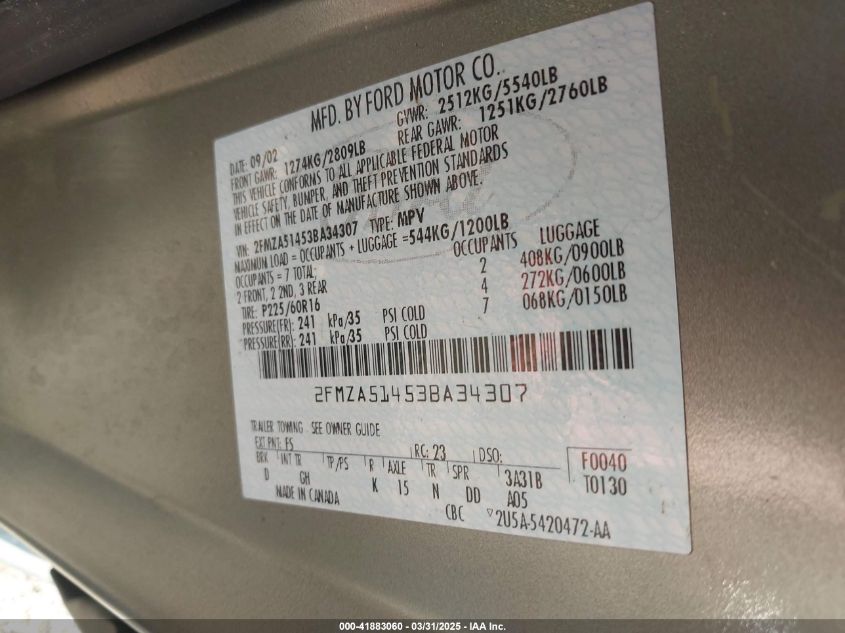 MFD. BY FORD MOTOR CO.
DATE: 09/02 GVWR: 2512KG/5540LB
FRONT GAWR: 1274KG/2809LB REAR GAWR: 1251KG/2760LB
THIS VEHICLE CONFORMS TO ALL APPLICABLE FEDERAL MOTOR
VEHICLE SAFETY, BUMPER, AND THEFT PREVENTION STANDARDS
IN EFFECT ON THE DATE OF MANUFACTURE SHOWN ABOVE.
VIN: 2FMZA51453BA34307 TYPE: MPV
MAXIMUN LOAD = OCCUPANTS + LUGGAGE =544KG/1200LB
OCCUPANTS = 7 TOTAL; OCCUPANTS LUGGAGE
2 FRONT, 2 2ND, 3 REAR 2 408KG/0900LB
TIRE: P225/60R16 4 272KG/0600LB
PRESSURE(FR): 241 kPa/35 PSI COLD 7 068KG/0150LB
PRESSURE(RR): 241 kPa/35 PSI COLD
2FMZA51453BA34307
TRAILER TOWING - SEE OWNER GUIDE
EXT PNT: F5 RC: 23 DSO: F0040
BRK INT TR TP/PS R AXLE TR SPR T0130
D GH K 15 N DD 3A31B
MADE IN CANADA A05
CBC 2U5A-5420472-AA
000-41883060 - 03/31/2025 - IAA Inc.